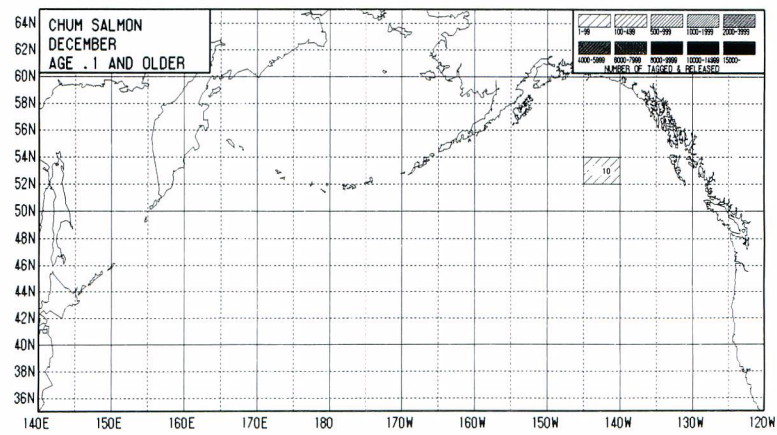 CHUM SALMON
DECEMBER
AGE .1 AND OLDER
1-99 100-499 500-999 1000-1999 2000-3999
4000-5999 6000-7999 8000-9999 10000-14999 15000-
NUMBER OF TAGGED & RELEASED
64N
62N
60N
58N
56N
54N
52N
50N
48N
46N
44N
42N
40N
38N
36N
10
140E 150E 160E 170E 180 170W 160W 150W 140W 130W 120W